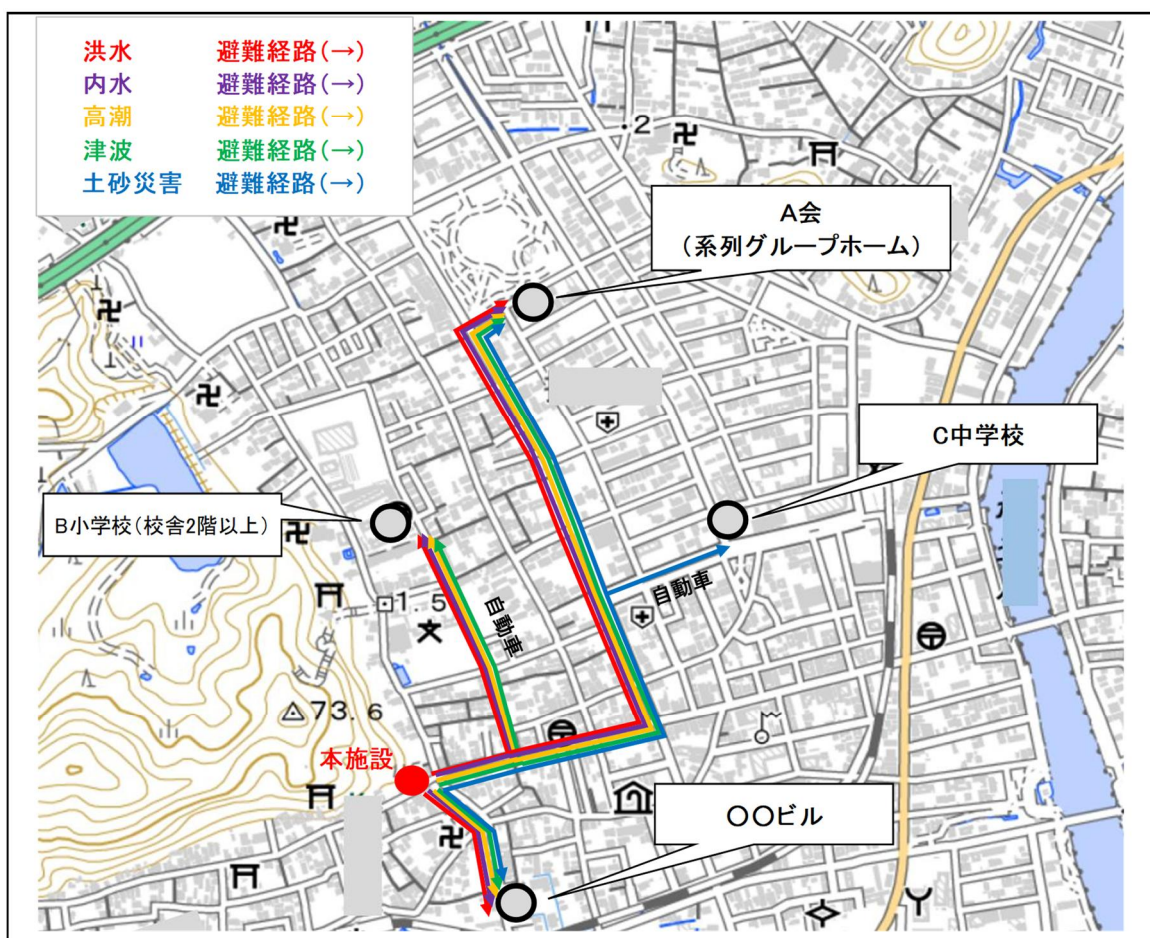 洪水 避難経路(→)
内水 避難経路(→)
高潮 避難経路(→)
津波 避難経路(→)
土砂災害 避難経路(→)
・2
A会
(系列グループホーム)
C中学校
B小学校(校舎2階以上)
1.5
自動車
自動車
73.6
本施設
〇〇ビル